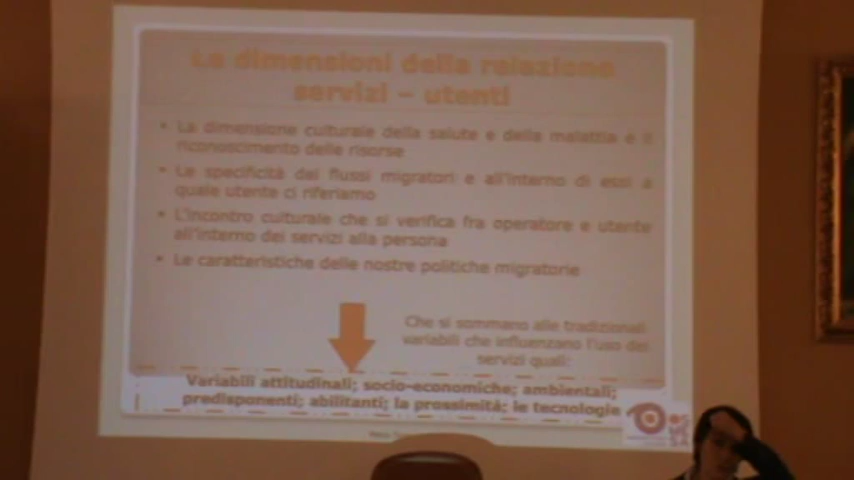 Le dimensioni della relazione
servizi – utenti
• La dimensione culturale della salute e della malattia e il
riconoscimento delle risorse
• Le specificità dei flussi migratori e all'interno di essi a
quale utente ci riferiamo
• L'incontro culturale che si verifica fra operatore e utente
all'interno dei servizi alla persona
• Le caratteristiche delle nostre politiche migratorie
Che si sommano alle tradizionali
variabili che influenzano l'uso dei
servizi quali:
Variabili attitudinali; socio-economiche; ambientali;
predisponenti; abilitanti; la prossimità; le tecnologie